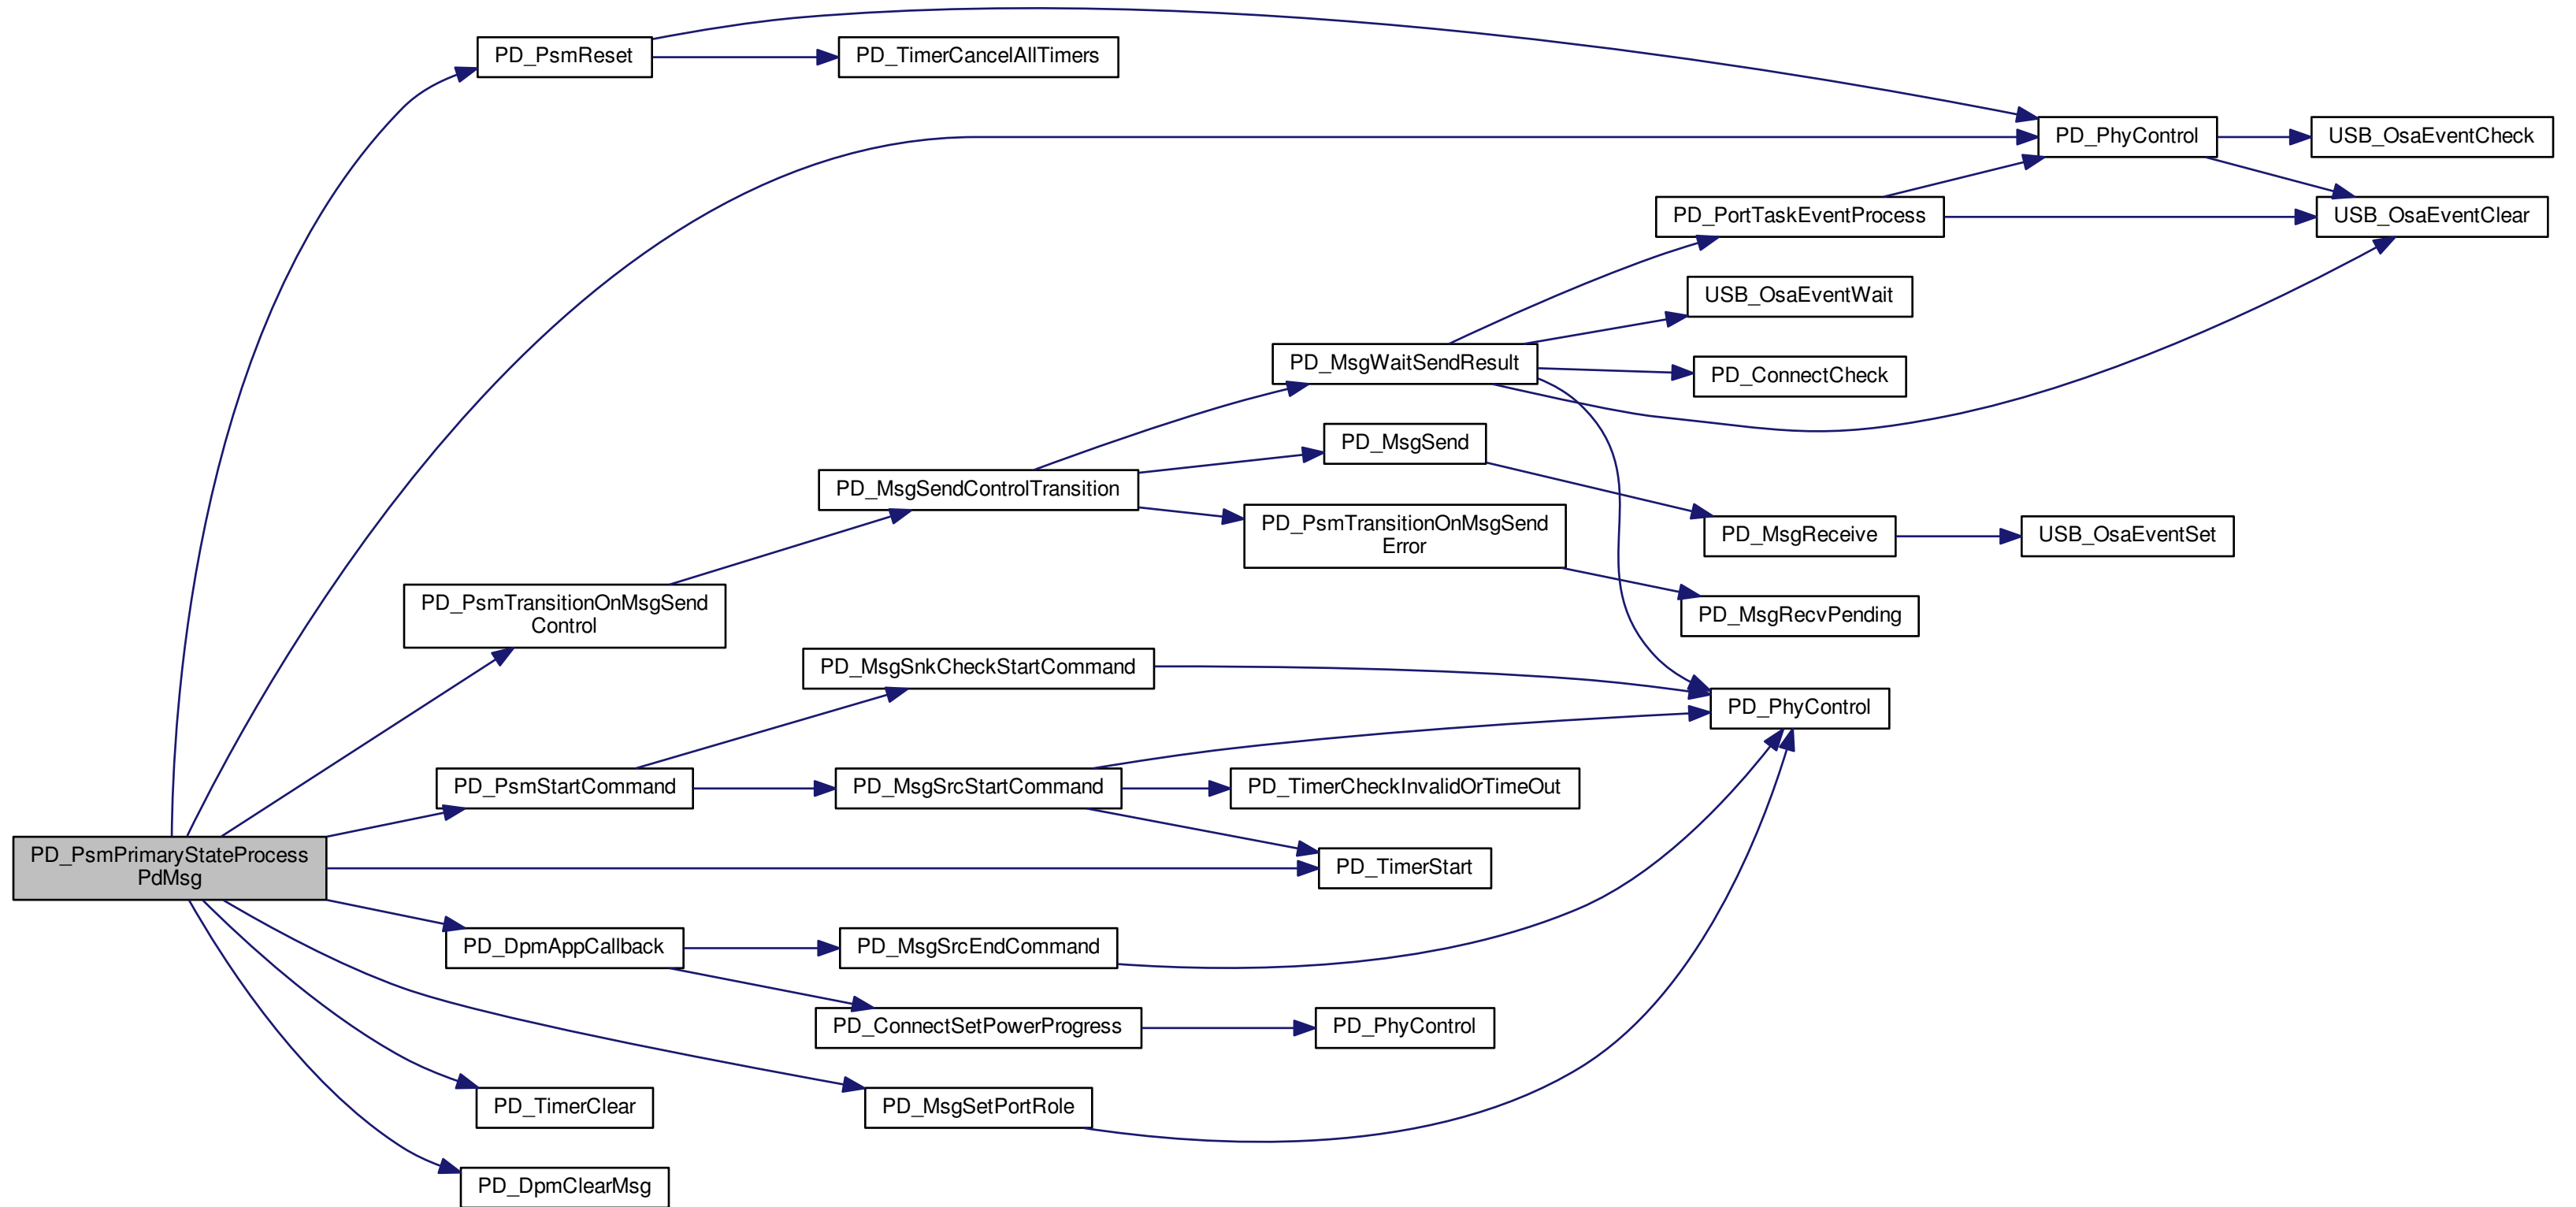 PD_PsmReset
PD_TimerCancelAllTimers
PD_PhyControl
USB_OsaEventCheck
PD_PortTaskEventProcess
USB_OsaEventClear
USB_OsaEventWait
PD_MsgWaitSendResult
PD_ConnectCheck
PD_MsgSend
PD_MsgSendControlTransition
PD_PsmTransitionOnMsgSend
Error
PD_MsgReceive
USB_OsaEventSet
PD_PsmTransitionOnMsgSend
Control
PD_MsgRecvPending
PD_MsgSnkCheckStartCommand
PD_PhyControl
PD_PsmStartCommand
PD_MsgSrcStartCommand
PD_TimerCheckInvalidOrTimeOut
PD_PsmPrimaryStateProcess
PdMsg
PD_TimerStart
PD_DpmAppCallback
PD_MsgSrcEndCommand
PD_ConnectSetPowerProgress
PD_PhyControl
PD_TimerClear
PD_MsgSetPortRole
PD_DpmClearMsg